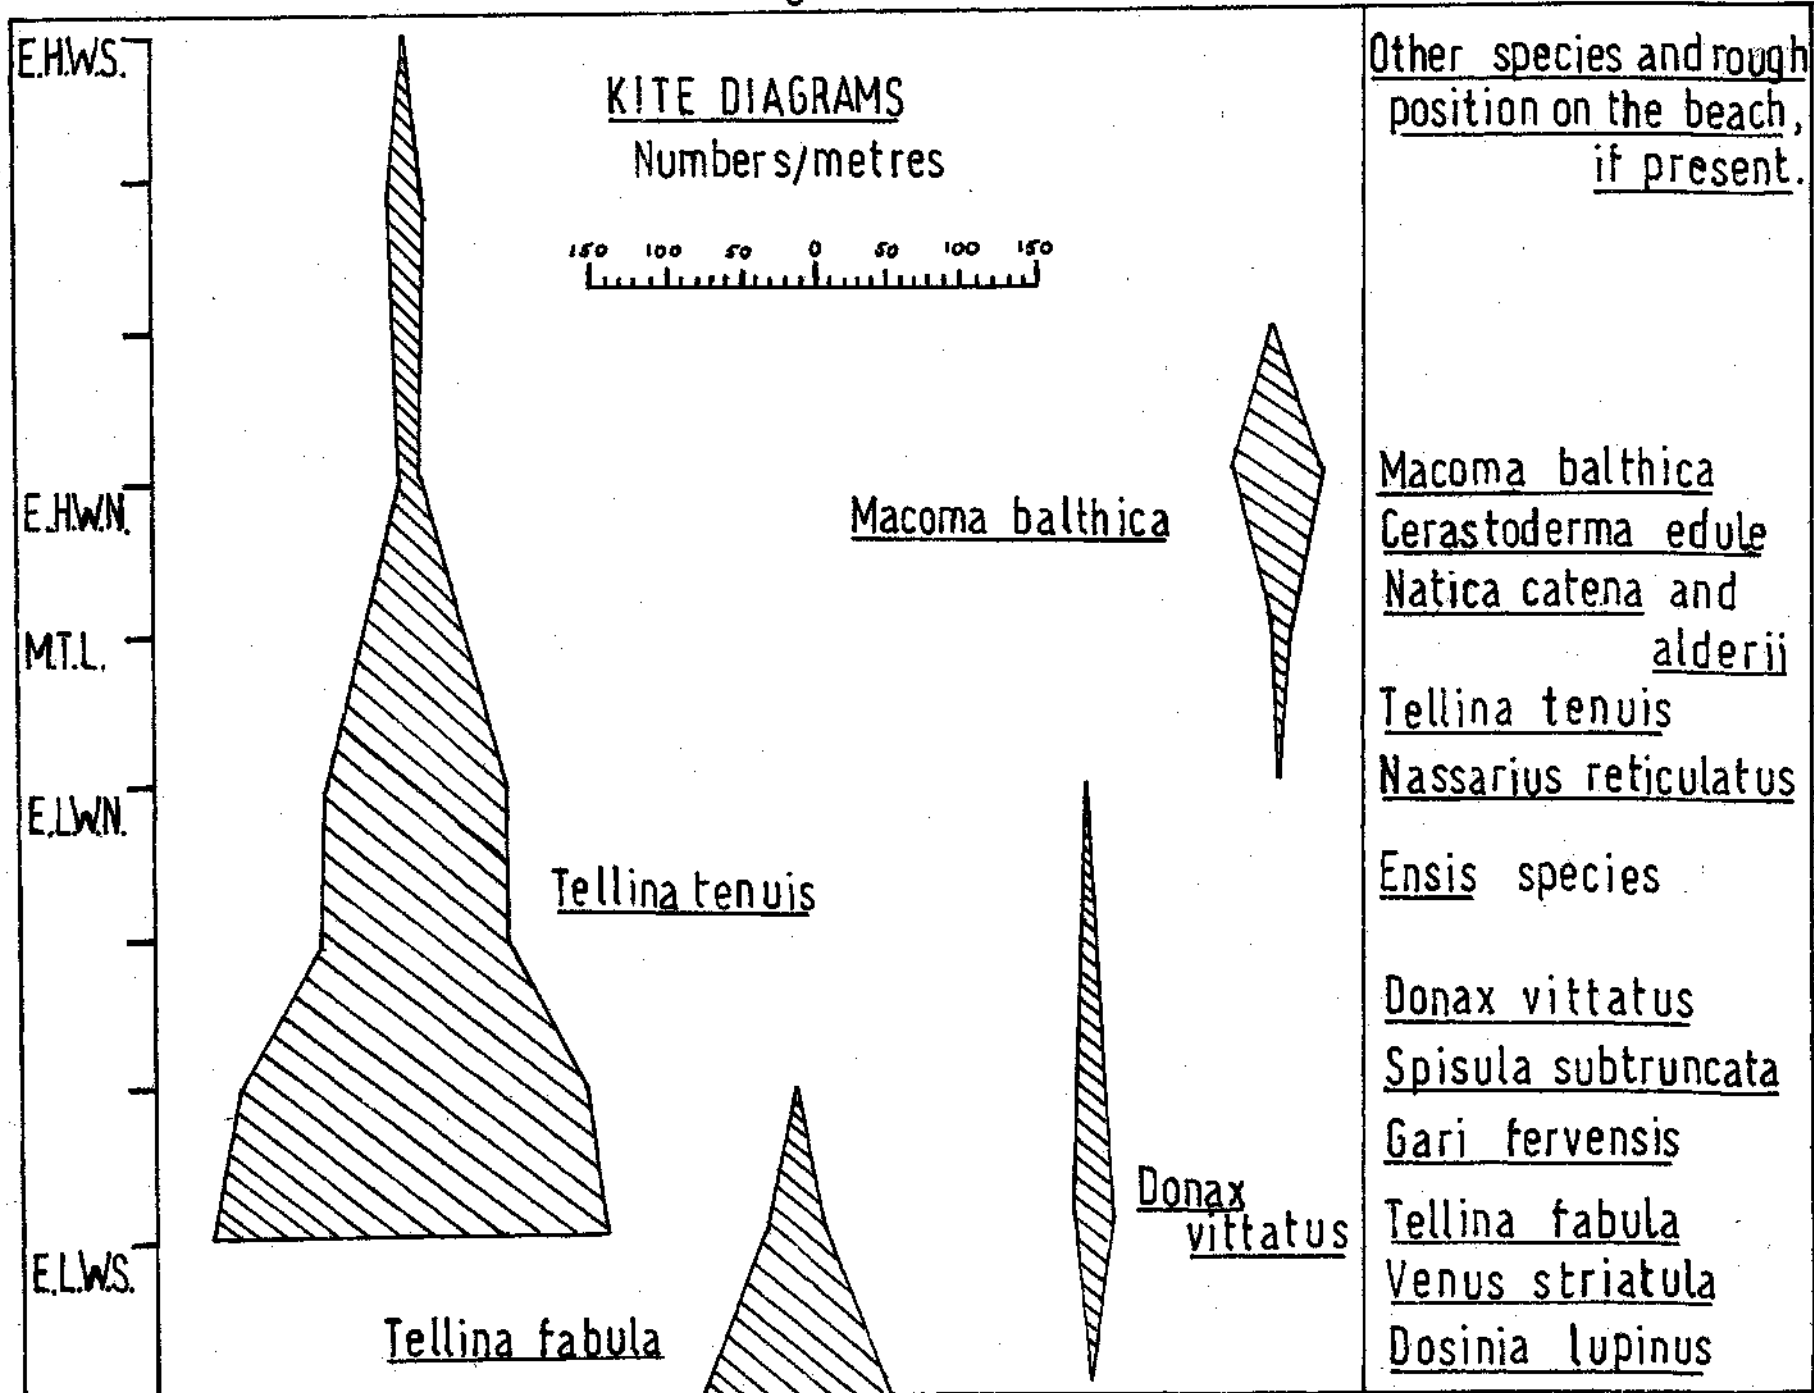 KITE DIAGRAMS
Numbers/metres
150 100 50 0 50 100 150
E.H.W.S.
E.H.W.N.
M.T.L.
E.L.W.N.
E.L.W.S.
Macoma balthica
Tellina tenuis
Donax
vittatus
Tellina fabula
Other species and rough
position on the beach,
if present.
Macoma balthica
Cerastoderma edule
Natica catena and
alderii
Tellina tenuis
Nassarius reticulatus
Ensis species
Donax vittatus
Spisula subtruncata
Gari fervensis
Tellina fabula
Venus striatula
Dosinia lupinus